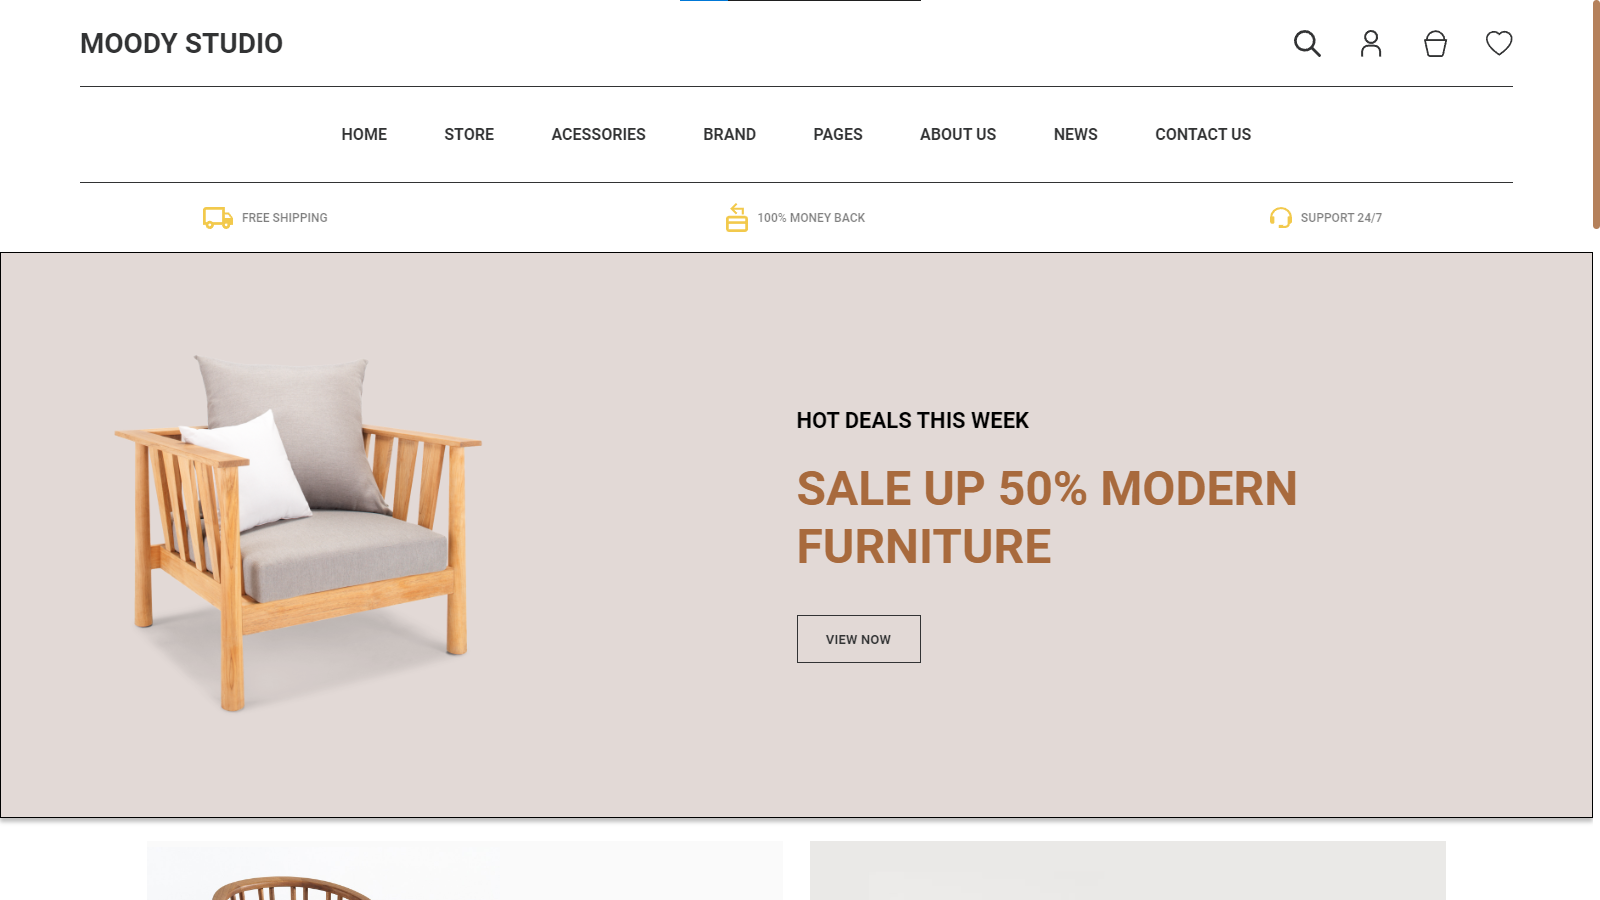 MOODY STUDIO
HOME STORE ACESSORIES BRAND PAGES ABOUT US NEWS CONTACT US
FREE SHIPPING 100% MONEY BACK SUPPORT 24/7
HOT DEALS THIS WEEK
SALE UP 50% MODERN
FURNITURE
VIEW NOW